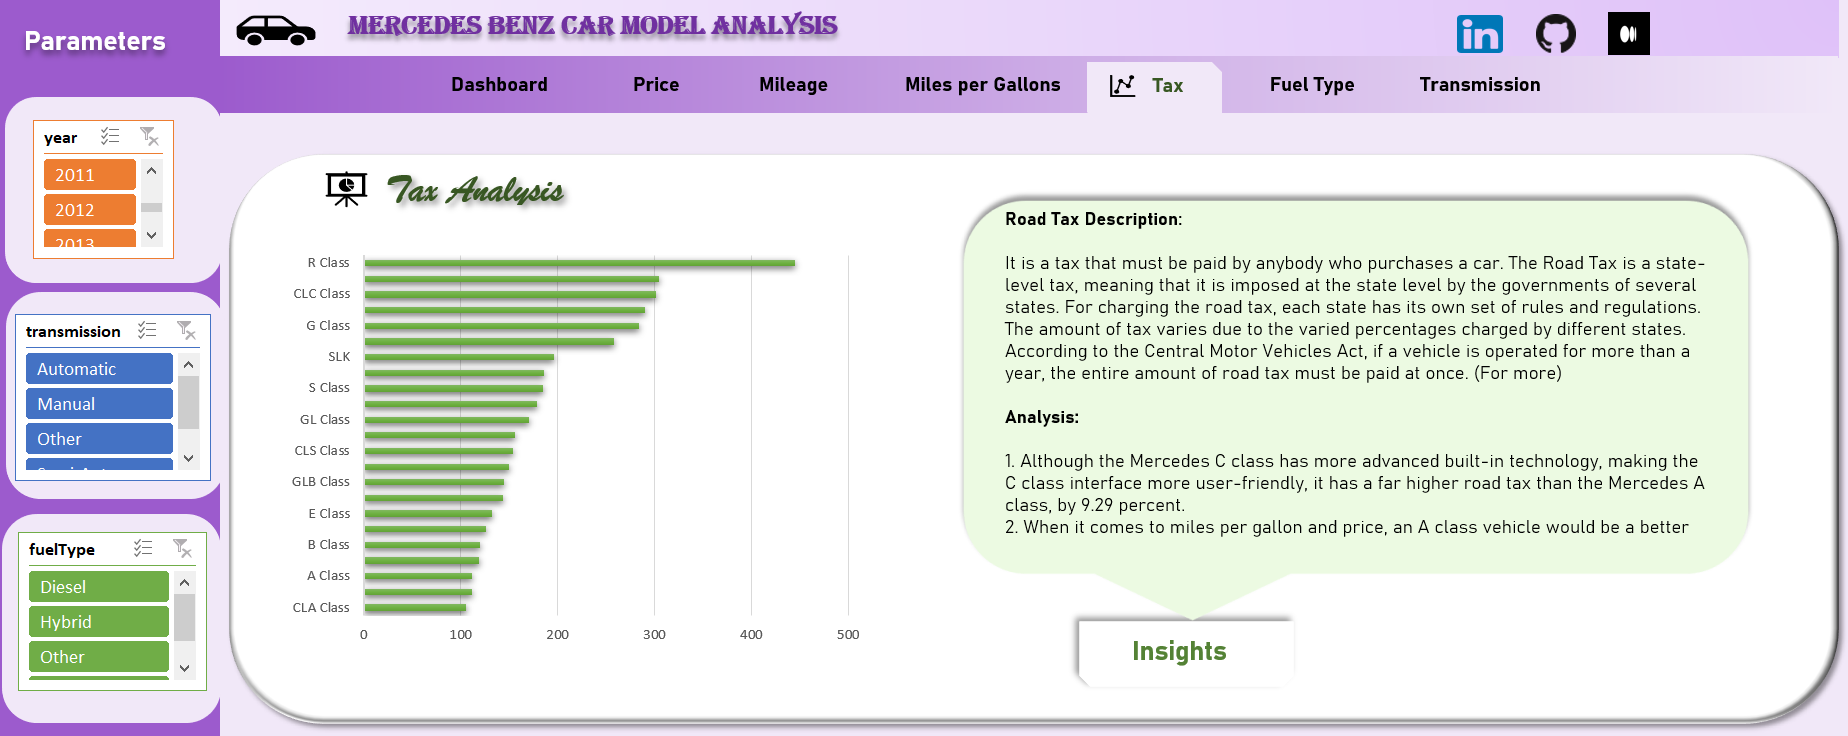 Parameters
MERCEDES BENZ CAR MODEL ANALYSIS
in
Dashboard
Price
Mileage
Miles per Gallons
Tax
Fuel Type
Transmission
year
2011
2012
2013
transmission
Automatic
Manual
Other
fuelType
Diesel
Hybrid
Other
Tax Analysis
R Class
CLC Class
G Class
SLK
S Class
GL Class
CLS Class
GLB Class
E Class
B Class
A Class
CLA Class
0 100 200 300 400 500
Road Tax Description:
It is a tax that must be paid by anybody who purchases a car. The Road Tax is a state-
level tax, meaning that it is imposed at the state level by the governments of several
states. For charging the road tax, each state has its own set of rules and regulations.
The amount of tax varies due to the varied percentages charged by different states.
According to the Central Motor Vehicles Act, if a vehicle is operated for more than a
year, the entire amount of road tax must be paid at once. (For more)
Analysis:
1. Although the Mercedes C class has more advanced built-in technology, making the
C class interface more user-friendly, it has a far higher road tax than the Mercedes A
class, by 9.29 percent.
2. When it comes to miles per gallon and price, an A class vehicle would be a better
Insights